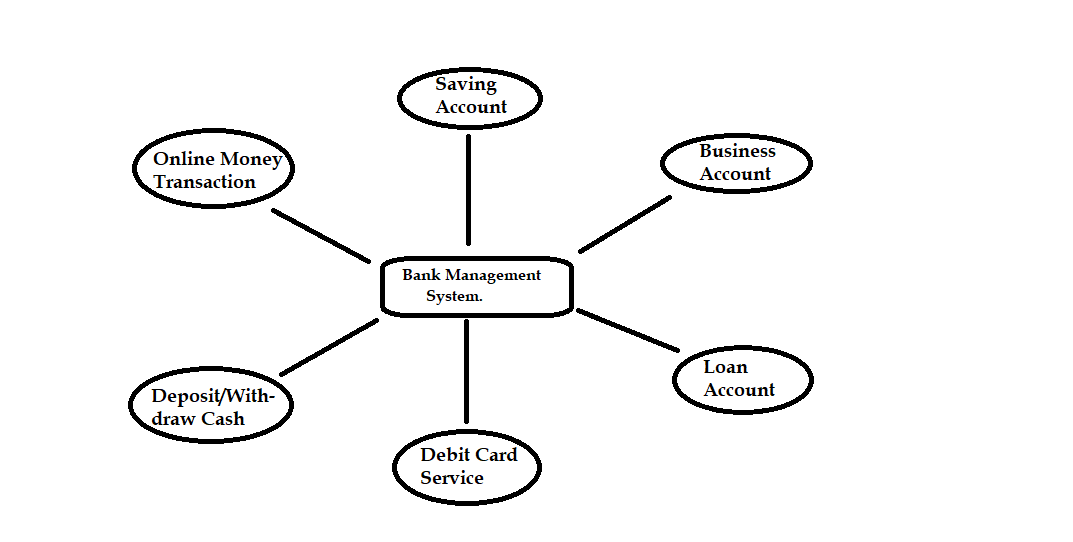 Saving
Account
Online Money
Transaction
Business
Account
Bank Management
System.
Loan
Account
Deposit/With-
draw Cash
Debit Card
Service